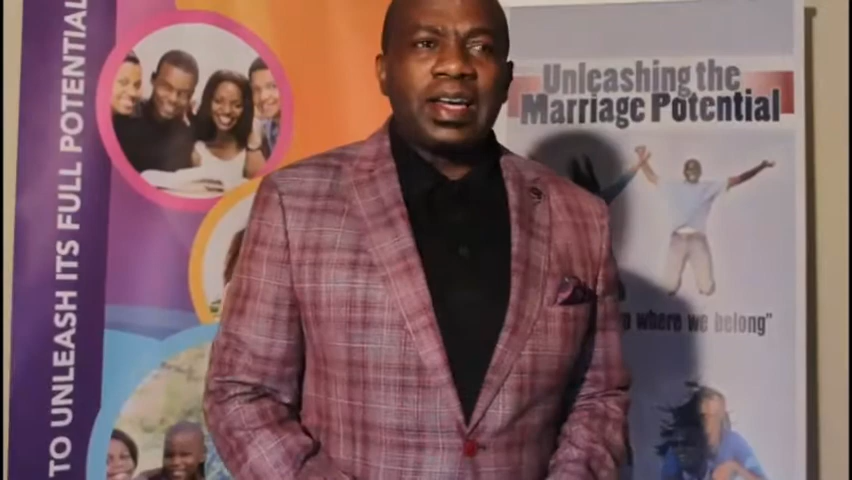 TO UNLEASH ITS FULL POTENTIAL
Unleashing the
Marriage Potential
where we belong"